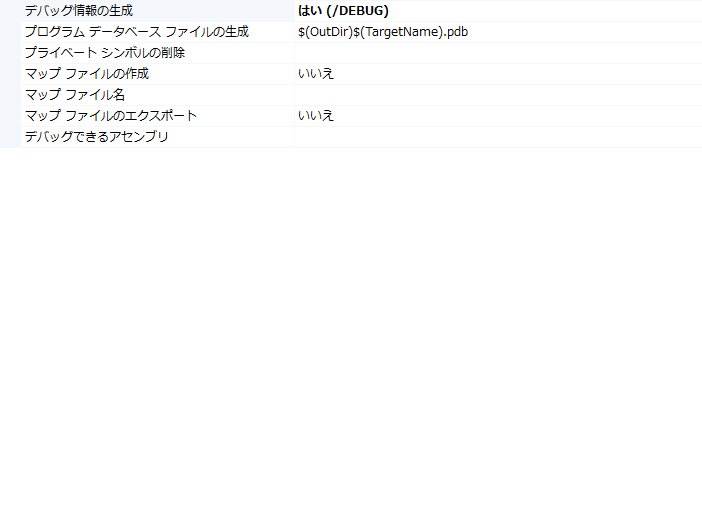 デバッグ情報の生成 はい (/DEBUG)
プログラム データベース ファイルの生成 $(OutDir)$(TargetName).pdb
プライベート シンボルの削除
マップ ファイルの作成 いいえ
マップ ファイル名
マップ ファイルのエクスポート いいえ
デバッグできるアセンブリ